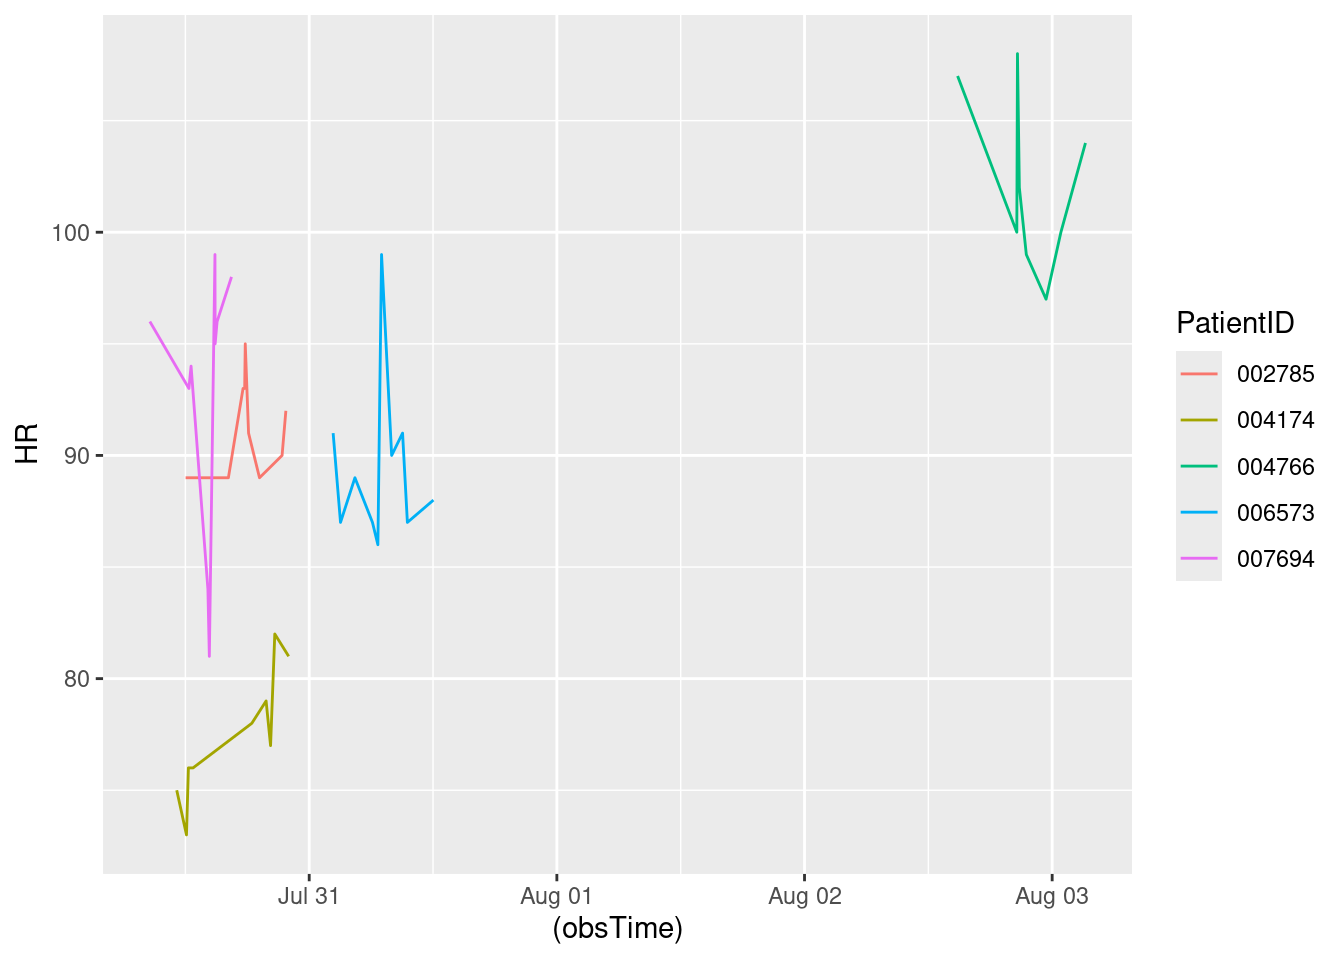 100
90
80
HR
Jul 31
Aug 01
Aug 02
Aug 03
(obsTime)
PatientID
002785
004174
004766
006573
007694